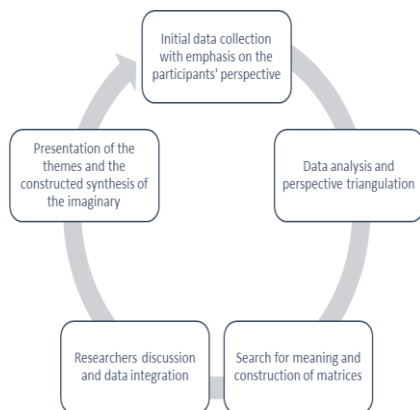 Initial data collection
with emphasis on the
participants' perspective
Data analysis and
perspective triangulation
Search for meaning and
construction of matrices
Researchers discussion
and data integration
Presentation of the
themes and the
constructed synthesis of
the imaginary